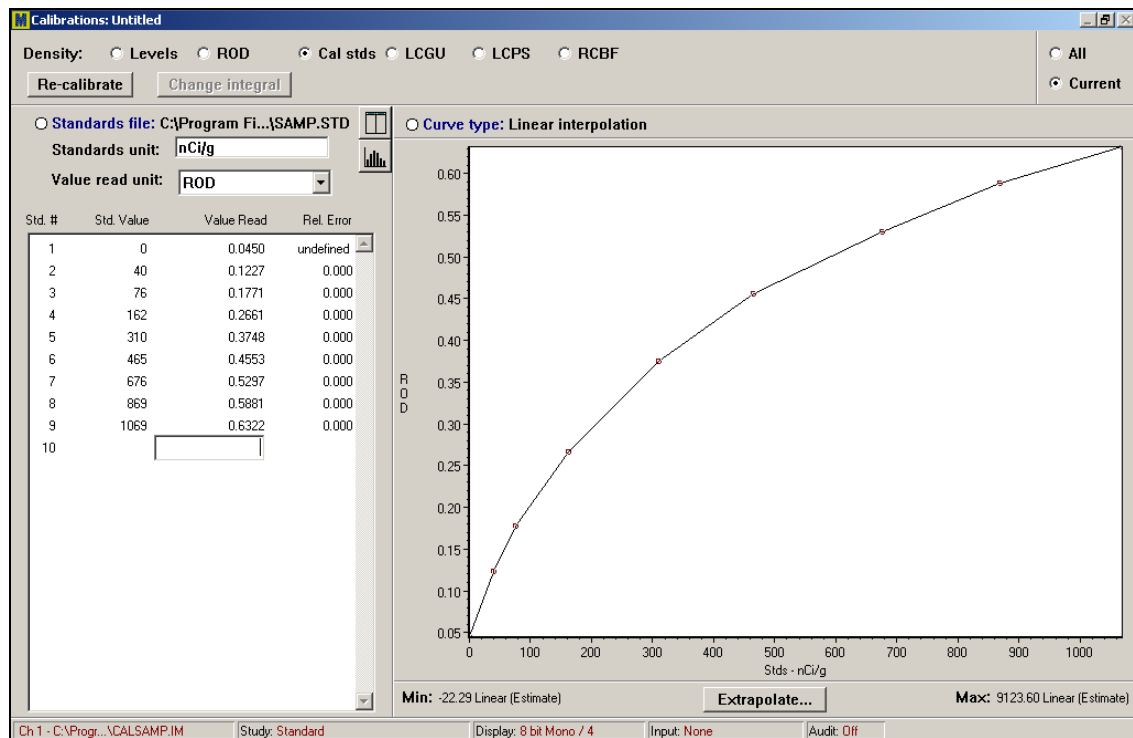 Calibrations: Untitled
Density: Levels ROD Cal stds LCGU LCPS RCBF
All
Re-calibrate Change integral
Current
Standards file: C:\Program Fi...\SAMP.STD
Standards unit: nCi/g
Value read unit: ROD
Std. # Std. Value Value Read Rel. Error
1 0 0.0450 undefined
2 40 0.1227 0.000
3 76 0.1771 0.000
4 162 0.2661 0.000
5 310 0.3748 0.000
6 465 0.4553 0.000
7 676 0.5297 0.000
8 869 0.5881 0.000
9 1069 0.6322 0.000
10
Curve type: Linear interpolation
0.60
0.55
0.50
0.45
0.40
0.35
0.30
0.25
0.20
0.15
0.10
0.05
ROD
0 100 200 300 400 500 600 700 800 900 1000
Stds - nCi/g
Min: -22.29 Linear (Estimate) Extrapolate... Max: 9123.60 Linear (Estimate)
Ch 1 - C:\Progr...\CALSAMP.IM Study: Standard Display: 8 bit Mono / 4 Input: None Audit: Off